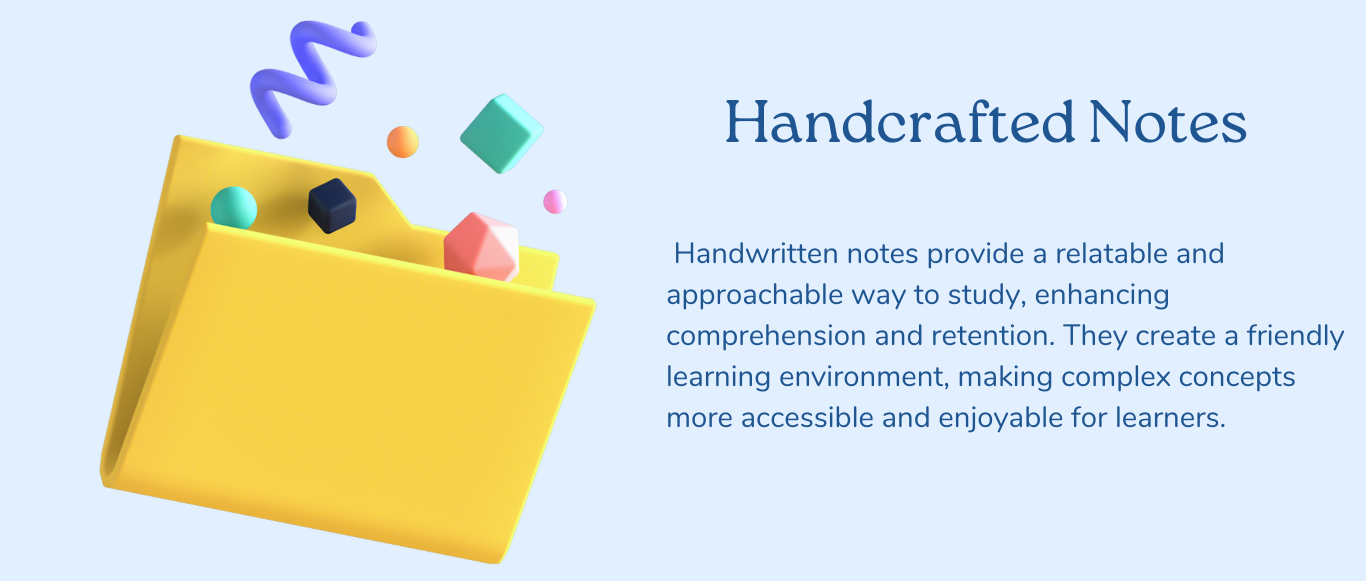 Handcrafted Notes
Handwritten notes provide a relatable and
approachable way to study, enhancing
comprehension and retention. They create a friendly
learning environment, making complex concepts
more accessible and enjoyable for learners.